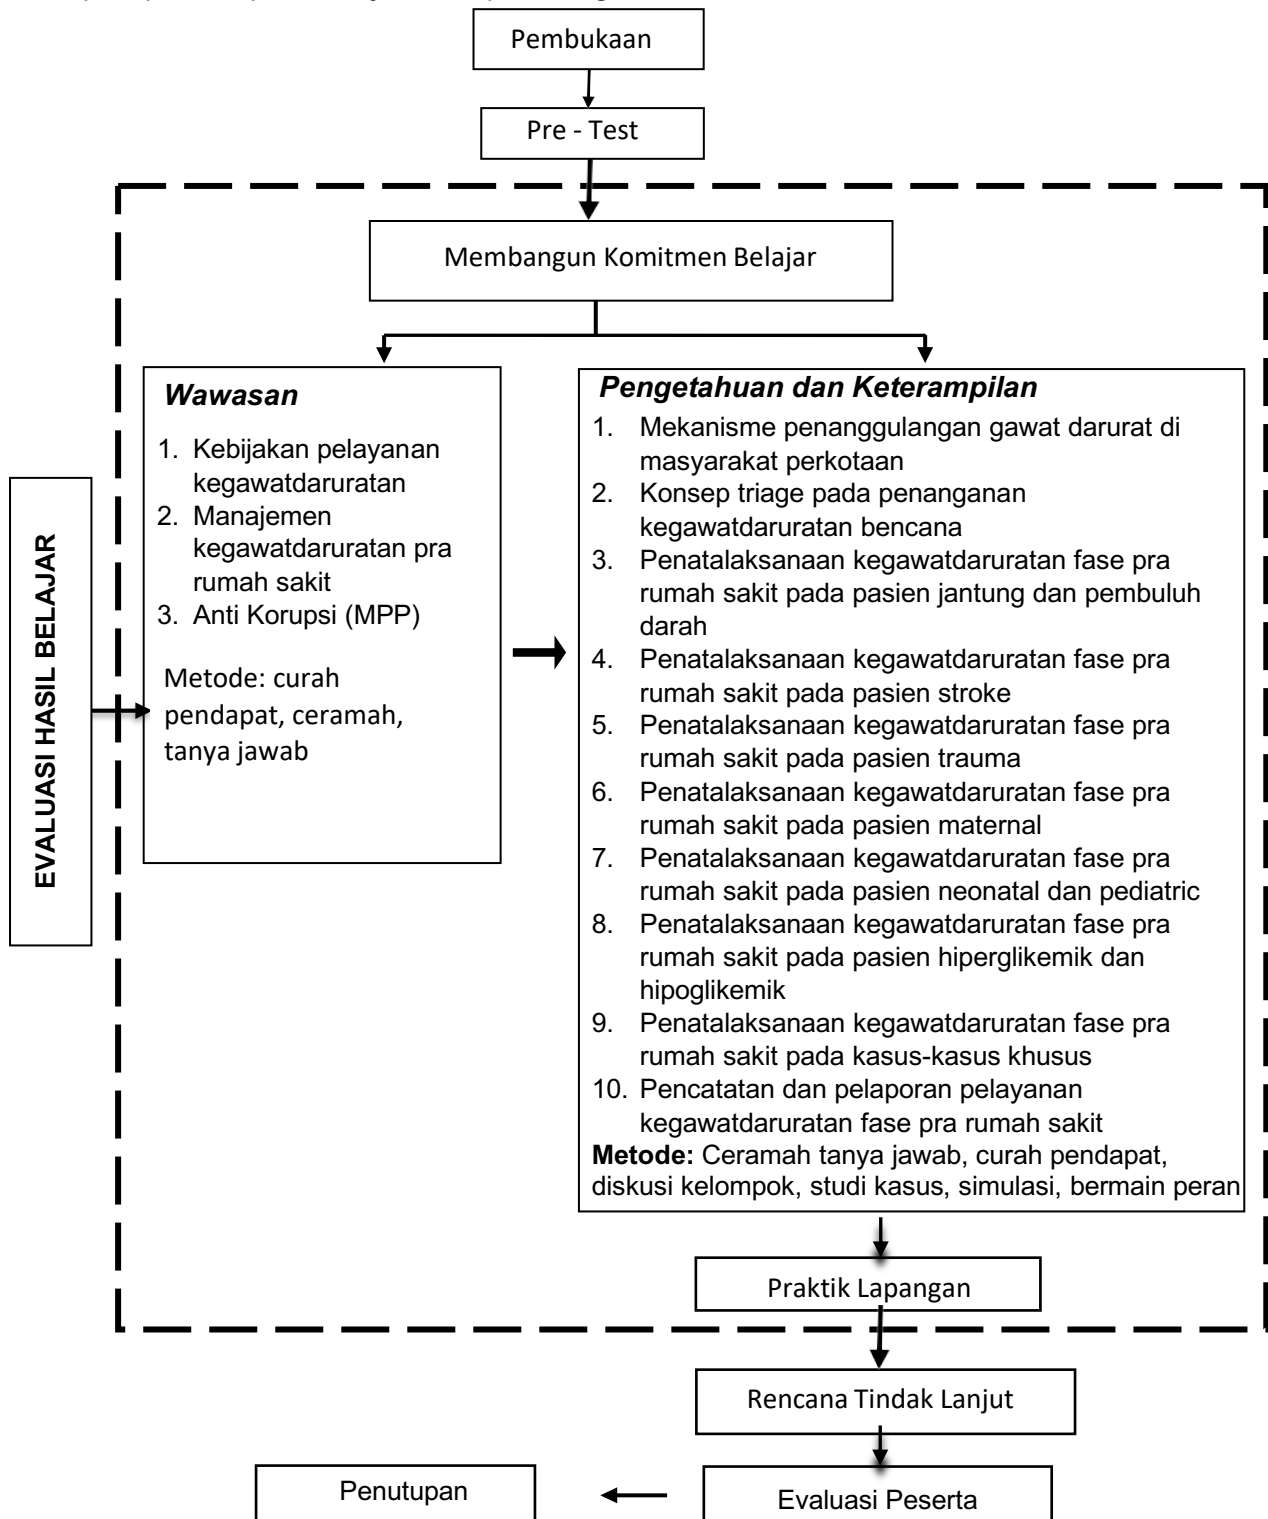 Pembukaan
Pre - Test
Membangun Komitmen Belajar
EVALUASI HASIL BELAJAR
Wawasan
1. Kebijakan pelayanan
kegawatdaruratan
2. Manajemen
kegawatdaruratan pra
rumah sakit
3. Anti Korupsi (MPP)
Metode: curah
pendapat, ceramah,
tanya jawab
Pengetahuan dan Keterampilan
1. Mekanisme penanggulangan gawat darurat di
masyarakat perkotaan
2. Konsep triage pada penanganan
kegawatdaruratan bencana
3. Penatalaksanaan kegawatdaruratan fase pra
rumah sakit pada pasien jantung dan pembuluh
darah
4. Penatalaksanaan kegawatdaruratan fase pra
rumah sakit pada pasien stroke
5. Penatalaksanaan kegawatdaruratan fase pra
rumah sakit pada pasien trauma
6. Penatalaksanaan kegawatdaruratan fase pra
rumah sakit pada pasien maternal
7. Penatalaksanaan kegawatdaruratan fase pra
rumah sakit pada pasien neonatal dan pediatric
8. Penatalaksanaan kegawatdaruratan fase pra
rumah sakit pada pasien hiperglikemik dan
hipoglikemik
9. Penatalaksanaan kegawatdaruratan fase pra
rumah sakit pada kasus-kasus khusus
10. Pencatatan dan pelaporan pelayanan
kegawatdaruratan fase pra rumah sakit
Metode: Ceramah tanya jawab, curah pendapat,
diskusi kelompok, studi kasus, simulasi, bermain peran
Praktik Lapangan
Rencana Tindak Lanjut
Evaluasi Peserta
Penutupan